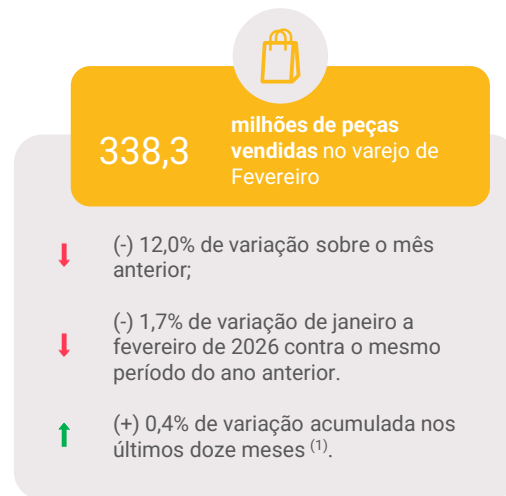 338,3
milhões de peças
vendidas no varejo de
Fevereiro
(-) 12,0% de variação sobre o mês
anterior;
(-) 1,7% de variação de janeiro a
fevereiro de 2026 contra o mesmo
período do ano anterior.
(+) 0,4% de variação acumulada nos
últimos doze meses (1).